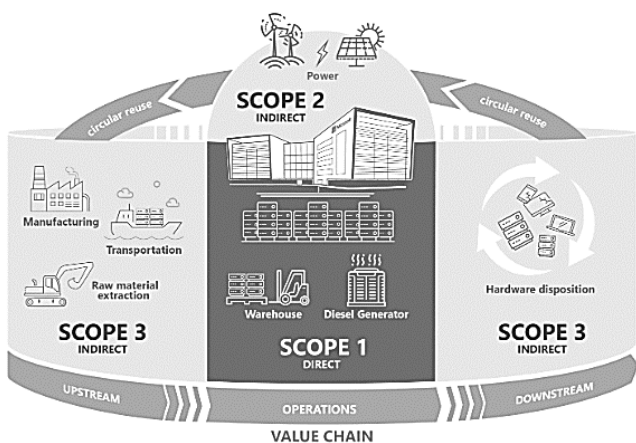 Power
SCOPE 2
INDIRECT
circular reuse
circular reuse
Manufacturing
Transportation
Raw material
extraction
SCOPE 3
INDIRECT
Warehouse
Diesel Generator
SCOPE 1
DIRECT
Hardware disposition
SCOPE 3
INDIRECT
UPSTREAM
OPERATIONS
DOWNSTREAM
VALUE CHAIN